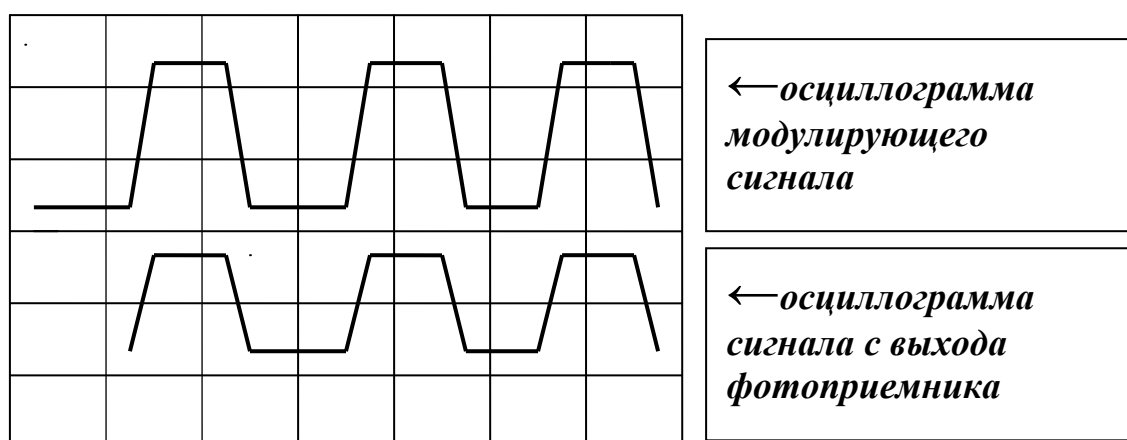 ←осциллограмма
модулирующего
сигнала
←осциллограмма
сигнала с выхода
фотоприемника